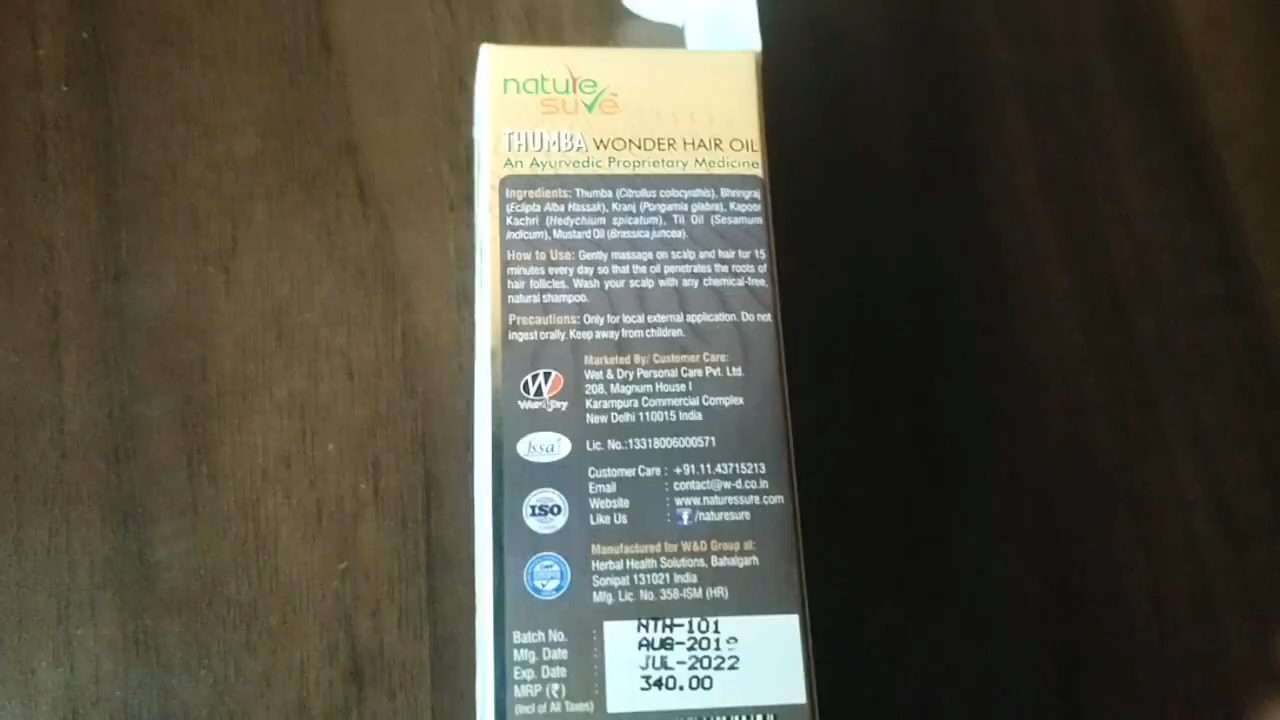 nature
sure™
THUMBA WONDER HAIR OIL
An Ayurvedic Proprietary Medicine
Ingredients: Thumba (Citrullus colocynthis), Bhringraj
(Eclipta Alba Hassak), Kranj (Pongamia glabra), Kapoor
Kachri (Hedychium spicatum), Til Oil (Sesamum
Indicum), Mustard Oil (Brassica juncea).
How to Use: Gently massage on scalp and hair for 15
minutes every day so that the oil penetrates the roots of
hair follicles. Wash your scalp with any chemical-free,
natural shampoo.
Precautions: Only for local external application. Do not
ingest orally. Keep away from children.
Marketed By/ Customer Care:
Wet & Dry Personal Care Pvt. Ltd.
208, Magnum House I
Karampura Commercial Complex
New Delhi 110015 India
W
Wet&Dry
fssai
Lic. No.:13318006000571
Customer Care : +91.11.43715213
Email : contact@w-d.co.in
Website : www.naturessure.com
Like Us : f/naturesure
ISO
Manufactured for W&D Group at:
Herbal Health Solutions, Bahalgarh
Sonipat 131021 India
Mfg. Lic. No. 358-ISM (HR)
Batch No. : NTH-101
Mfg. Date : AUG-2019
Exp. Date : JUL-2022
MRP (₹) : 340.00
(Incl of All Taxes)